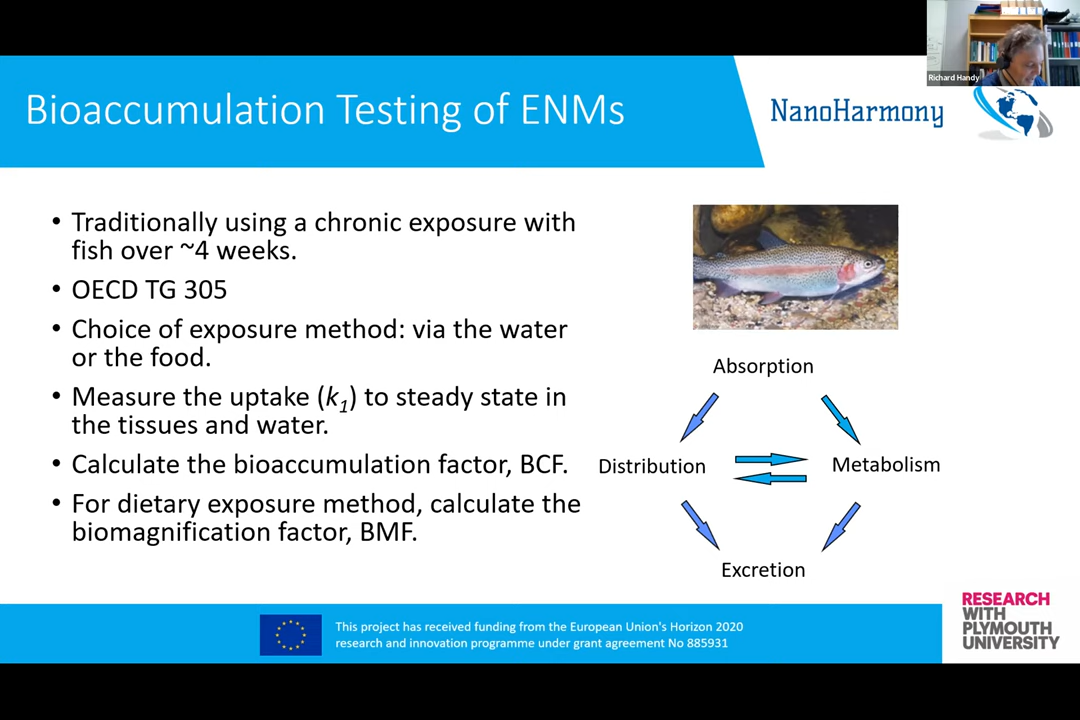 Richard Handy
Bioaccumulation Testing of ENMs
NanoHarmony
• Traditionally using a chronic exposure with
fish over ~4 weeks.
• OECD TG 305
• Choice of exposure method: via the water
or the food.
• Measure the uptake (k1) to steady state in
the tissues and water.
• Calculate the bioaccumulation factor, BCF.
• For dietary exposure method, calculate the
biomagnification factor, BMF.
Absorption
Distribution
Metabolism
Excretion
This project has received funding from the European Union's Horizon 2020
research and innovation programme under grant agreement No 885931
RESEARCH
WITH
PLYMOUTH
UNIVERSITY